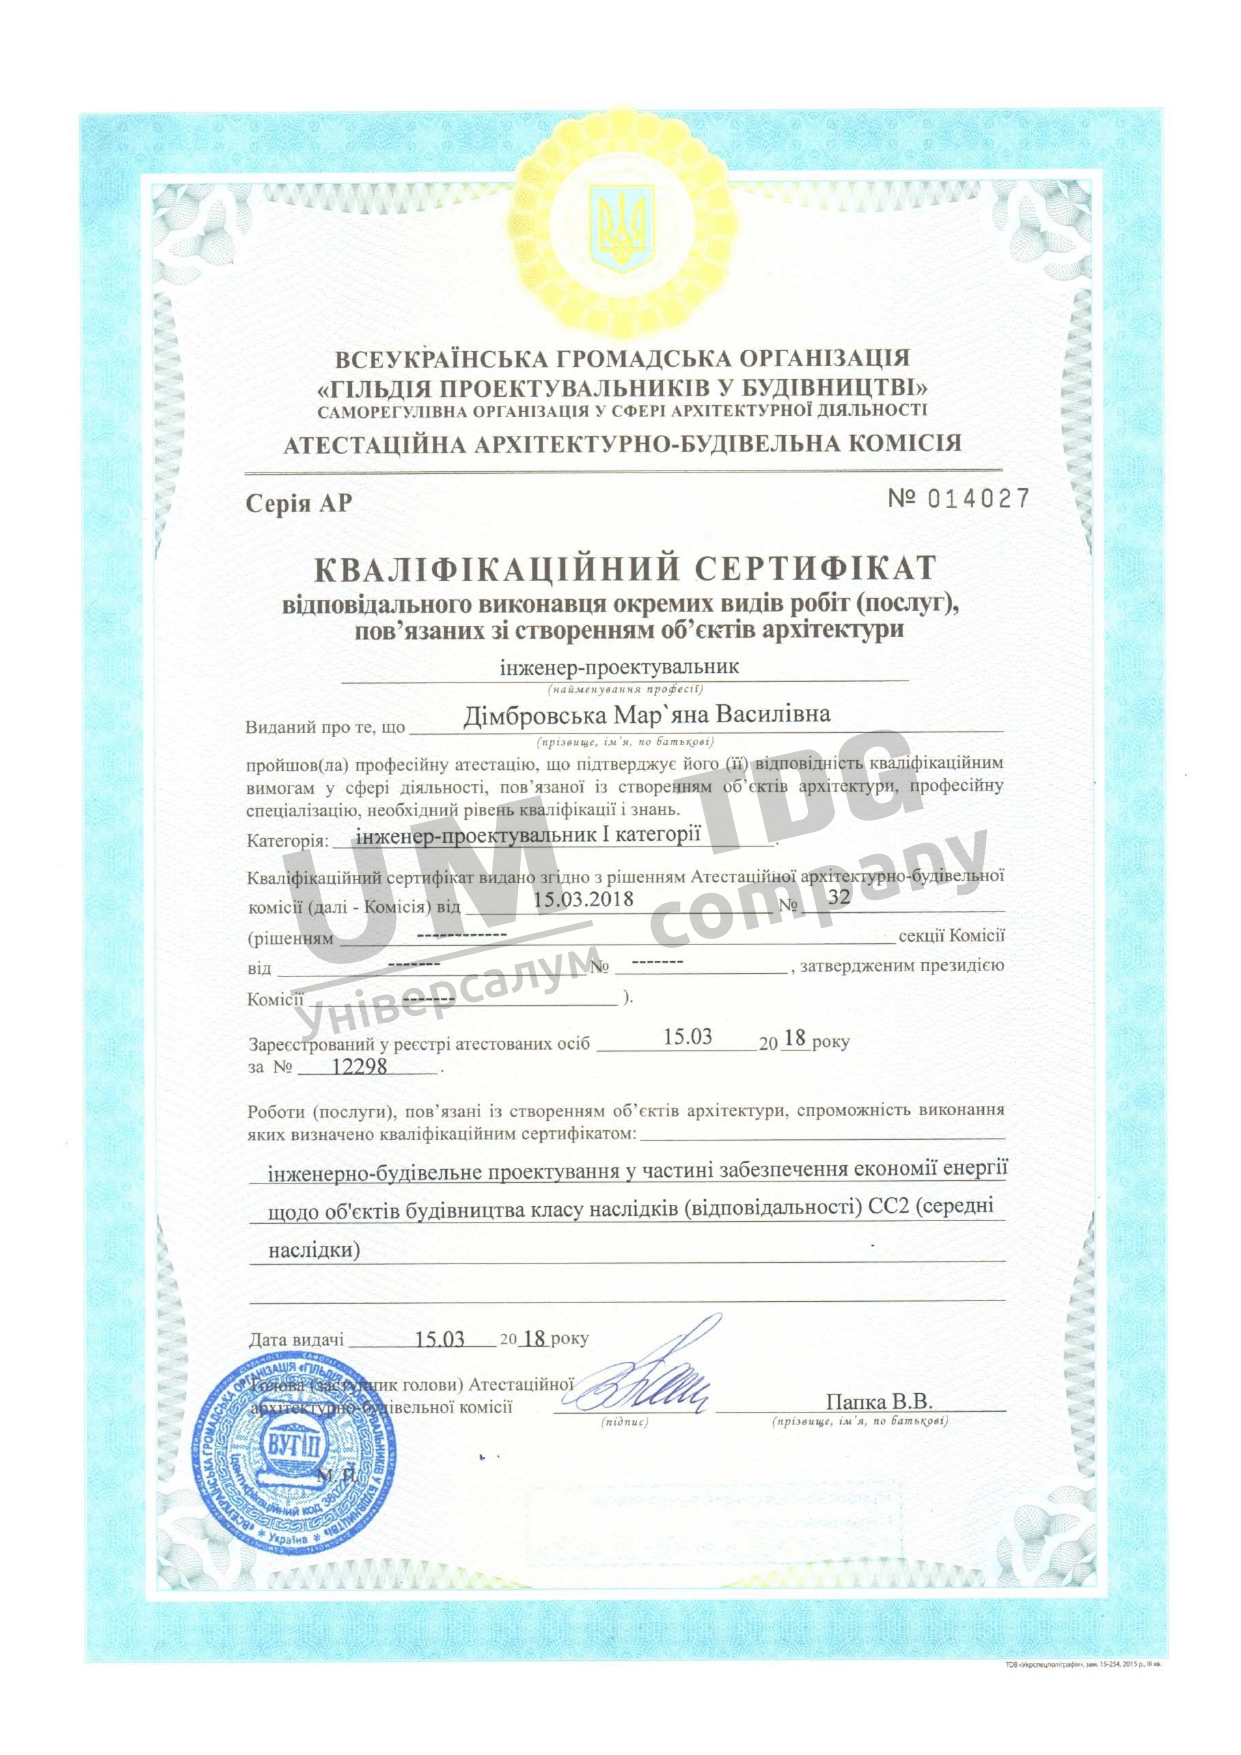 ВСЕУКРАЇНСЬКА ГРОМАДСЬКА ОРГАНІЗАЦІЯ
«ГІЛЬДІЯ ПРОЕКТУВАЛЬНИКІВ У БУДІВНИЦТВІ»
САМОРЕГУЛІВНА ОРГАНІЗАЦІЯ У СФЕРІ АРХІТЕКТУРНОЇ ДІЯЛЬНОСТІ
АТЕСТАЦІЙНА АРХІТЕКТУРНО-БУДІВЕЛЬНА КОМІСІЯ
Серія АР № 014027
КВАЛІФІКАЦІЙНИЙ СЕРТИФІКАТ
відповідального виконавця окремих видів робіт (послуг),
пов’язаних зі створенням об’єктів архітектури
інженер-проектувальник
(найменування професії)
Виданий про те, що Дімбровська Мар`яна Василівна
(прізвище, ім’я, по батькові)
пройшов(ла) професійну атестацію, що підтверджує його (її) відповідність кваліфікаційним
вимогам у сфері діяльності, пов’язаної із створенням об’єктів архітектури, професійну
спеціалізацію, необхідний рівень кваліфікації і знань.
Категорія: інженер-проектувальник І категорії.
Кваліфікаційний сертифікат видано згідно з рішенням Атестаційної архітектурно-будівельної
комісії (далі - Комісія) від 15.03.2018 № 32
(рішенням ------------ секції Комісії
від ------- № -------, затвердженим президією
Комісії ------- ).
UM TDG
Універсалум company
Зареєстрований у реєстрі атестованих осіб 15.03 20 18 року
за № 12298.
Роботи (послуги), пов’язані із створенням об’єктів архітектури, спроможність виконання
яких визначено кваліфікаційним сертифікатом:
інженерно-будівельне проектування у частині забезпечення економії енергії
щодо об'єктів будівництва класу наслідків (відповідальності) СС2 (середні
наслідки)
Дата видачі 15.03 20 18 року
Голова (заступник голови) Атестаційної
архітектурно-будівельної комісії Папка В.В.
(підпис) (прізвище, ім’я, по батькові)
М. П.
«ВСЕУКРАЇНСЬКА ГРОМАДСЬКА ОРГАНІЗАЦІЯ «ГІЛЬДІЯ ПРОЕКТУВАЛЬНИКІВ У БУДІВНИЦТВІ»
ВУГІП
Ідентифікаційний код
* Україна *
ТОВ «Укрспецполіграфія», зам. 15-254, 2015 р., ІІІ кв.